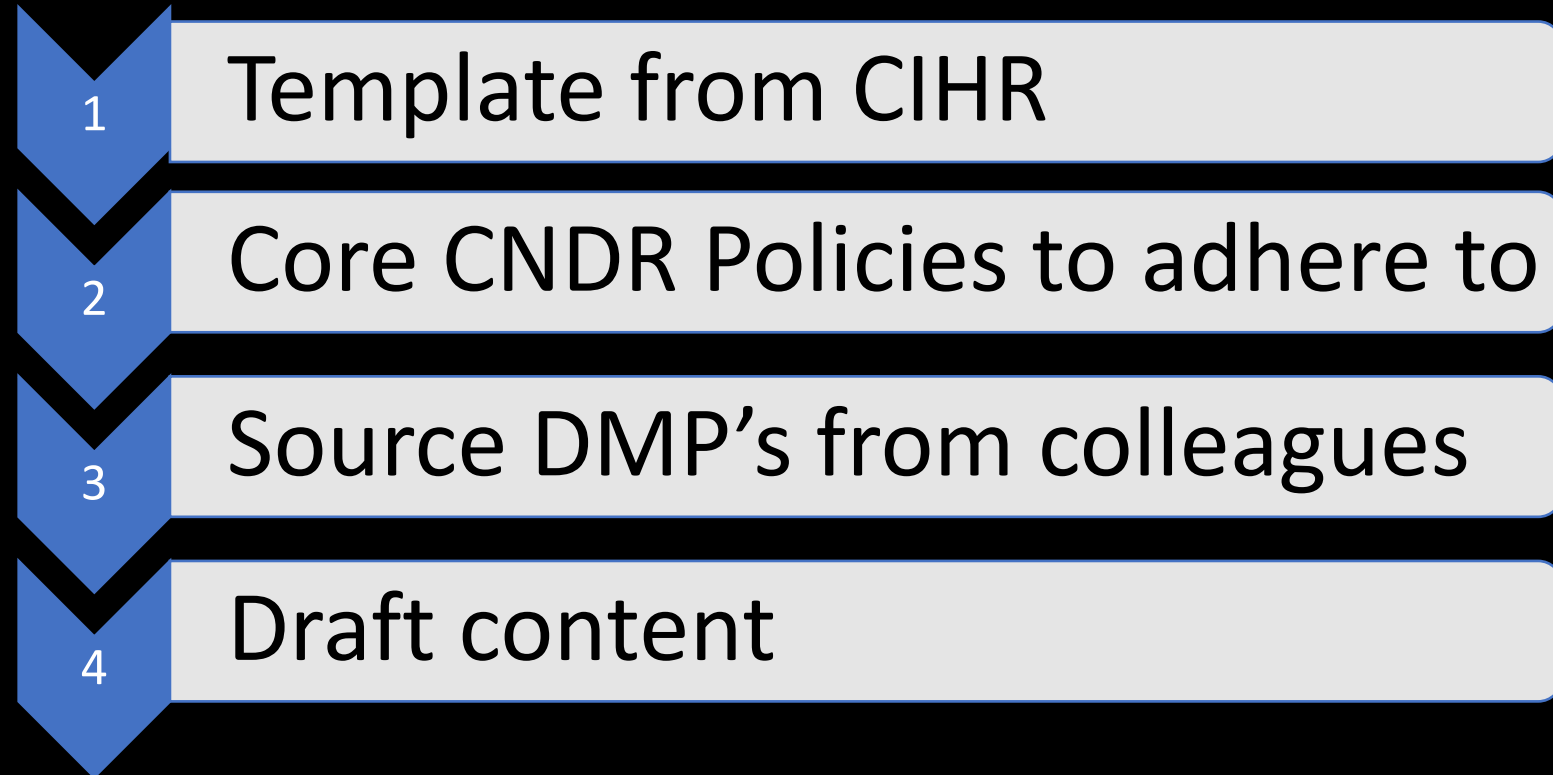 1
Template from CIHR
2
Core CNDR Policies to adhere to
3
Source DMP’s from colleagues
4
Draft content